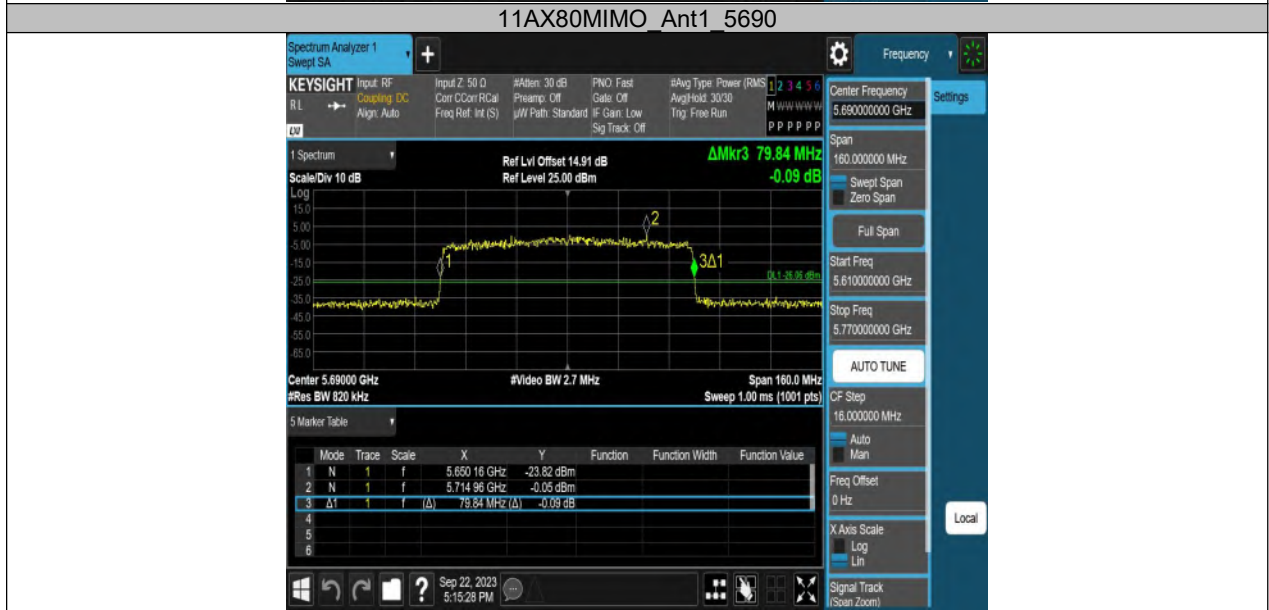 11AX80MIMO_Ant1_5690
Spectrum Analyzer 1
Swept SA
+
Frequency
KEYSIGHT
RL
LXI
Input: RF
Coupling: DC
Align: Auto
Input Z: 50 Ω
Corr CCorr RCal
Freq Ref: Int (S)
#Atten: 30 dB
Preamp: Off
µW Path: Standard
PNO: Fast
Gate: Off
IF Gain: Low
Sig Track: Off
#Avg Type: Power (RMS
Avg|Hold: 30/30
Trig: Free Run
1 2 3 4 5 6
M W W W W W
P P P P P P
1 Spectrum
Scale/Div 10 dB
Ref Lvl Offset 14.91 dB
Ref Level 25.00 dBm
ΔMkr3 79.84 MHz
-0.09 dB
Log
15.0
5.00
-5.00
-15.0
-25.0
-35.0
-45.0
-55.0
-65.0
1
2
3Δ1
DL1 -26.05 dBm
Center 5.69000 GHz
#Res BW 820 kHz
#Video BW 2.7 MHz
Span 160.0 MHz
Sweep 1.00 ms (1001 pts)
5 Marker Table
Mode Trace Scale X Y Function Function Width Function Value
1 N 1 f 5.650 16 GHz -23.82 dBm
2 N 1 f 5.714 96 GHz -0.05 dBm
3 Δ1 1 f (Δ) 79.84 MHz (Δ) -0.09 dB
4
5
6
?
Sep 22, 2023
5:15:28 PM
Center Frequency
5.690000000 GHz
Settings
Span
160.000000 MHz
Swept Span
Zero Span
Full Span
Start Freq
5.610000000 GHz
Stop Freq
5.770000000 GHz
AUTO TUNE
CF Step
16.000000 MHz
Auto
Man
Freq Offset
0 Hz
X Axis Scale
Log
Lin
Signal Track
(Span Zoom)
Local